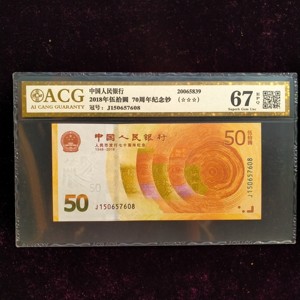 ACG
AI CANG GUARANTY
中国人民银行
2018年伍拾圆 70周年纪念钞
冠号: J150657608
20065839
(☆☆☆)
67
EPQ
Superb Gem Unc
中国人民银行
人民币发行七十周年纪念
1948-2018
50
50
50
J150657608